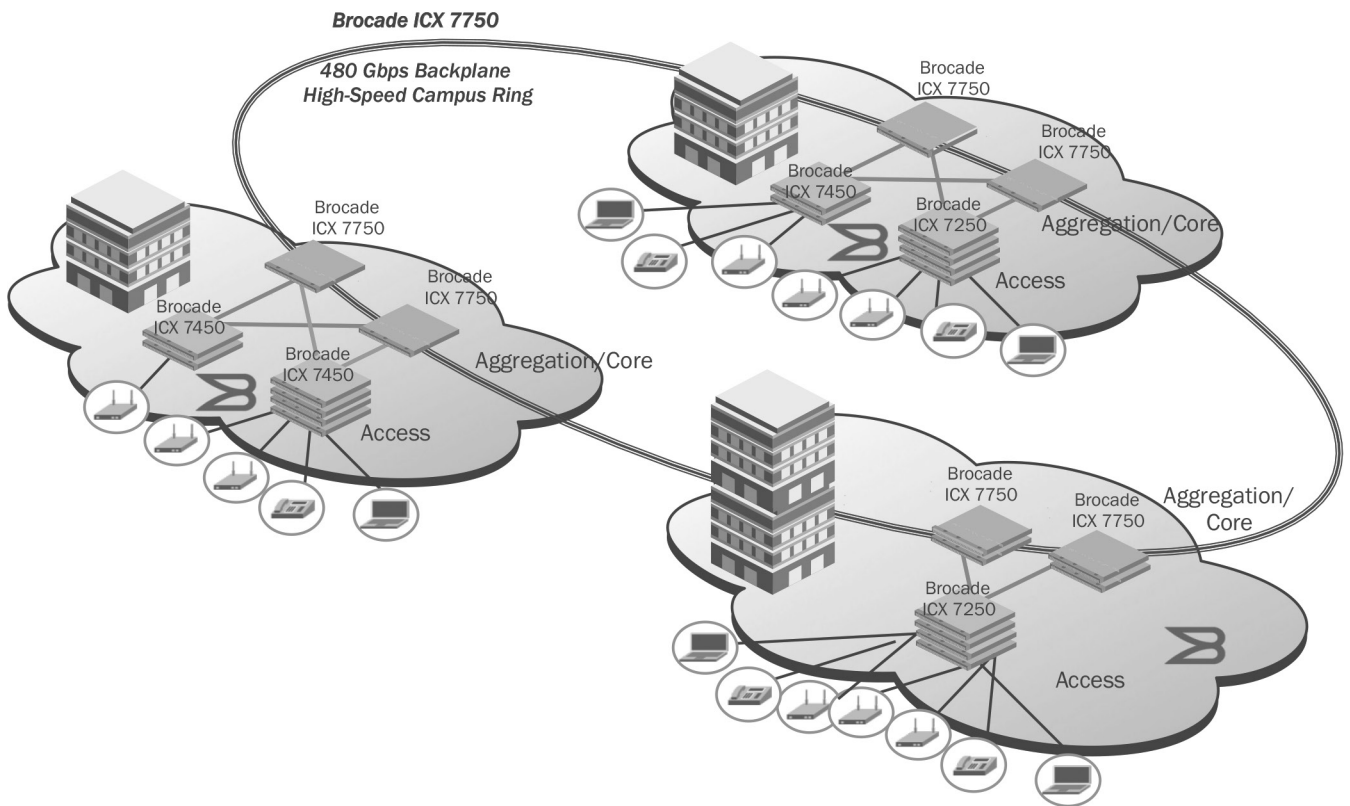 Brocade ICX 7750
480 Gbps Backplane
High-Speed Campus Ring
Brocade
ICX 7750
Brocade
ICX 7750
Brocade
ICX 7450
Brocade
ICX 7250
Aggregation/Core
Access
Brocade
ICX 7750
Brocade
ICX 7750
Brocade
ICX 7450
Brocade
ICX 7450
Aggregation/Core
Access
Brocade
ICX 7750
Brocade
ICX 7750
Aggregation/
Core
Brocade
ICX 7250
Access